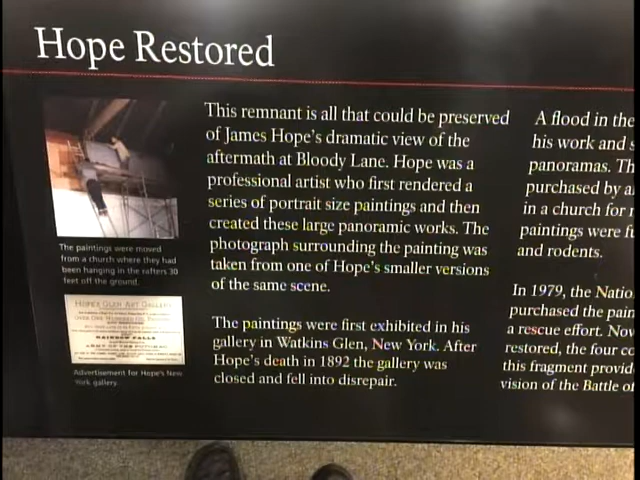 Hope Restored
This remnant is all that could be preserved
of James Hope's dramatic view of the
aftermath at Bloody Lane. Hope was a
professional artist who first rendered a
series of portrait size paintings and then
created these large panoramic works. The
photograph surrounding the painting was
taken from one of Hope's smaller versions
of the same scene.
The paintings were first exhibited in his
gallery in Watkins Glen, New York. After
Hope's death in 1892 the gallery was
closed and fell into disrepair.
A flood in the
his work and
panoramas.
purchased by
in a church for
paintings were
and rodents.
In 1979, the
purchased the
a rescue effort.
restored, the four
this fragment
vision of the Battle of
The paintings were moved
from a church where they had
been hanging in the rafters 30
feet off the ground.
HOPE'S GLEN ART GALLERY
RAINBOW FALLS
Advertisement for Hope's New
York gallery.